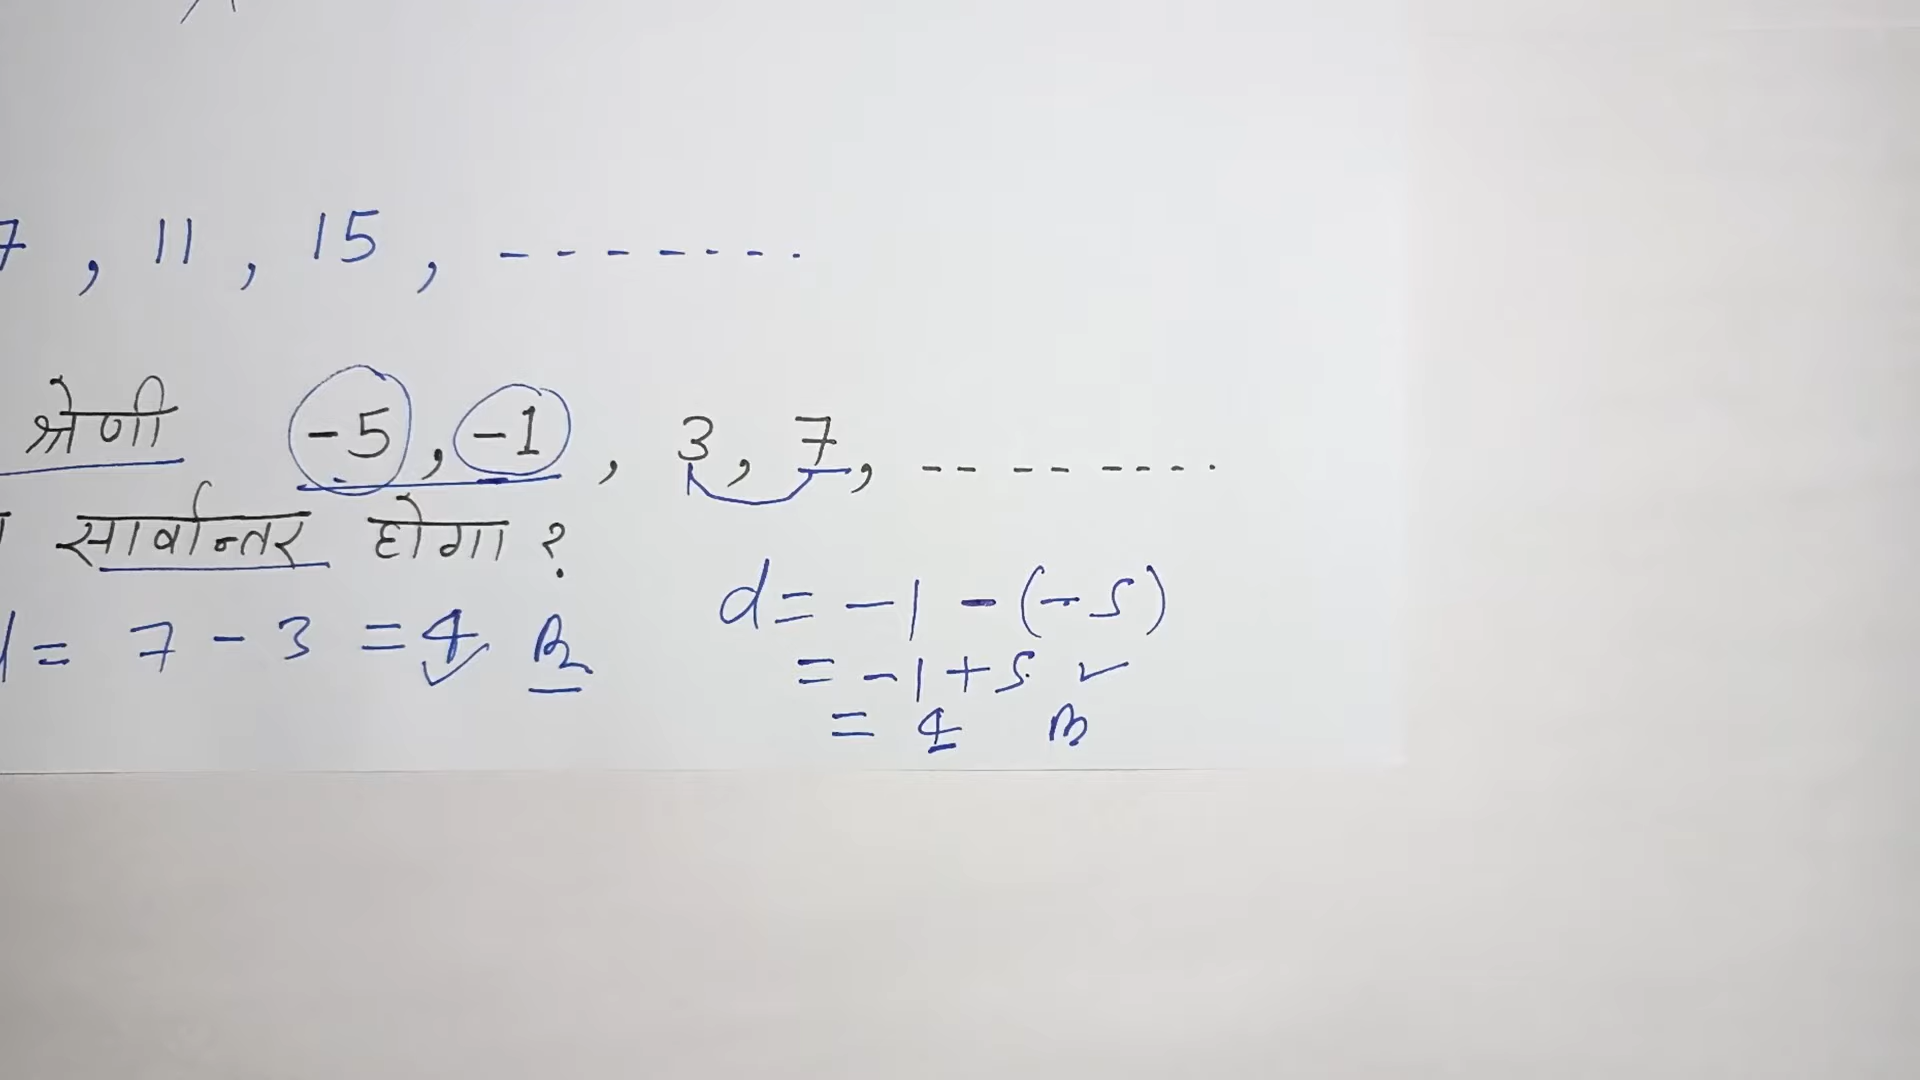 7, 11, 15, --------.
श्रेणी -5, -1, 3, 7, -- -- ----.
सार्वान्तर होगा ?
d = 7 - 3 = 4
d = -1 - (-5)
= -1 + 5 ✓
= 4